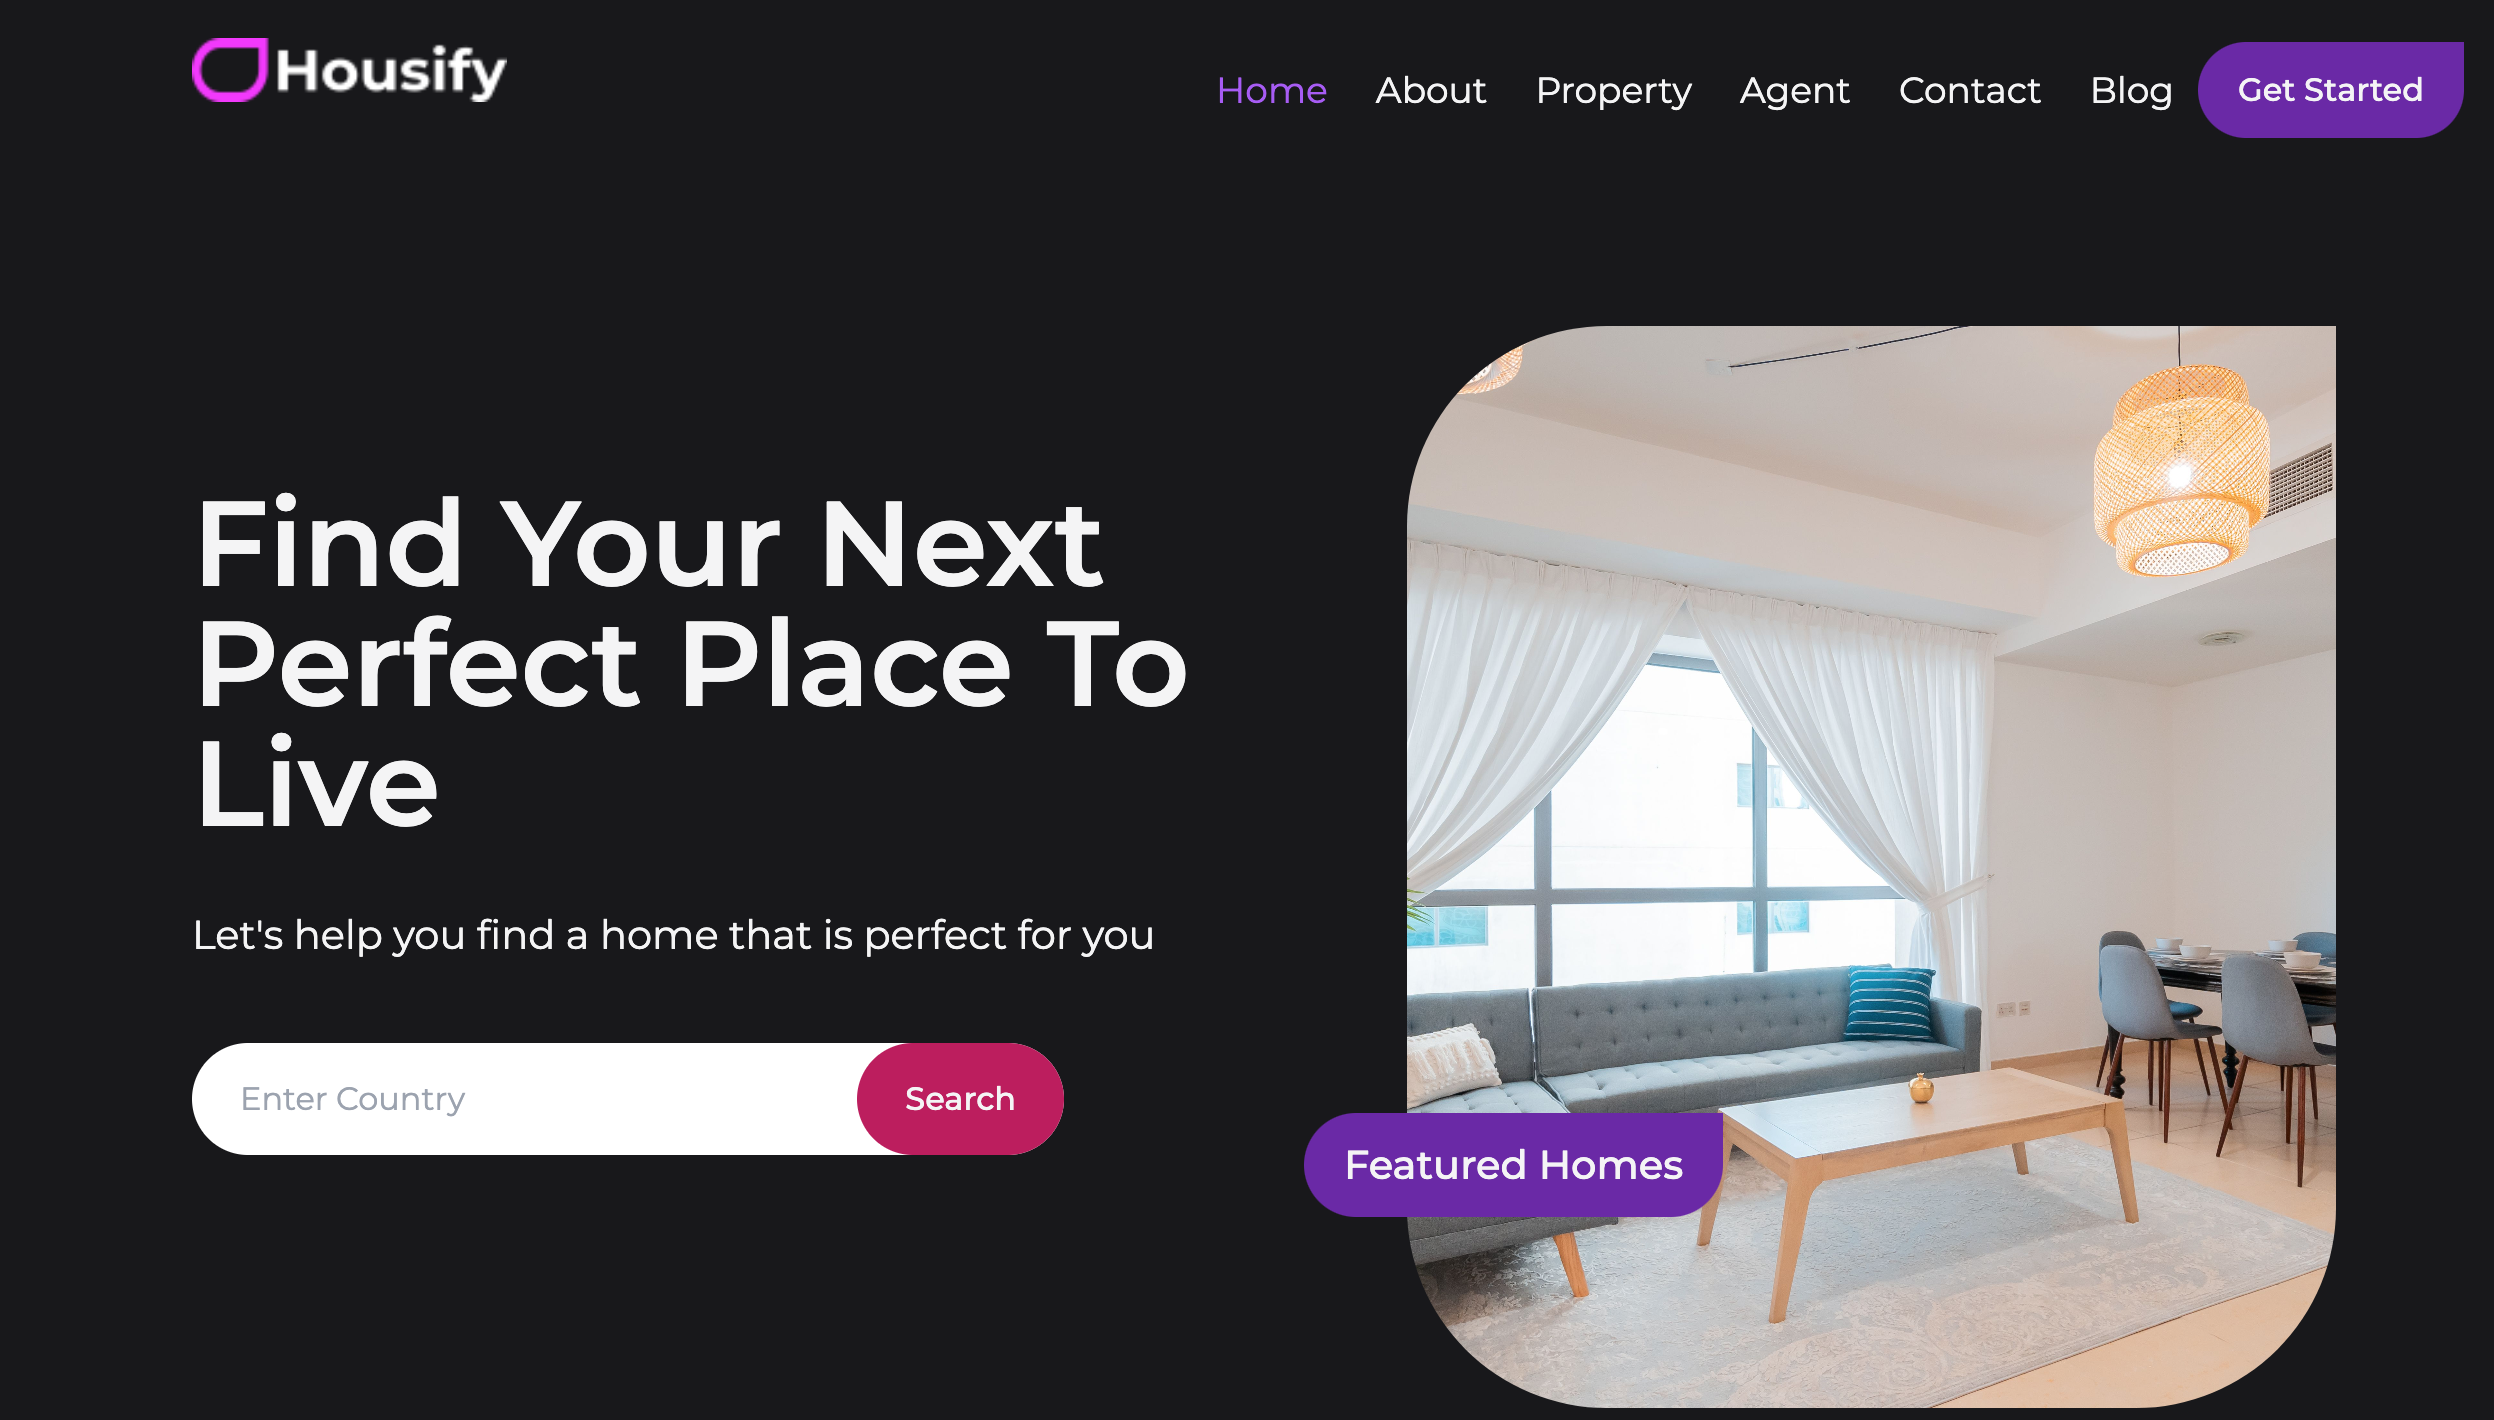 Housify
Home About Property Agent Contact Blog Get Started
Find Your Next
Perfect Place To
Live
Let's help you find a home that is perfect for you
Enter Country Search
Featured Homes